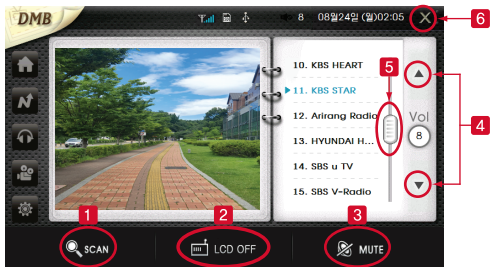 DMB
8
08월24일 (월)02:05
6
10. KBS HEART
11. KBS STAR
12. Arirang Radio
13. HYUNDAI H...
14. SBS u TV
15. SBS V-Radio
5
Vol
8
4
1
2
3
SCAN
LCD OFF
MUTE